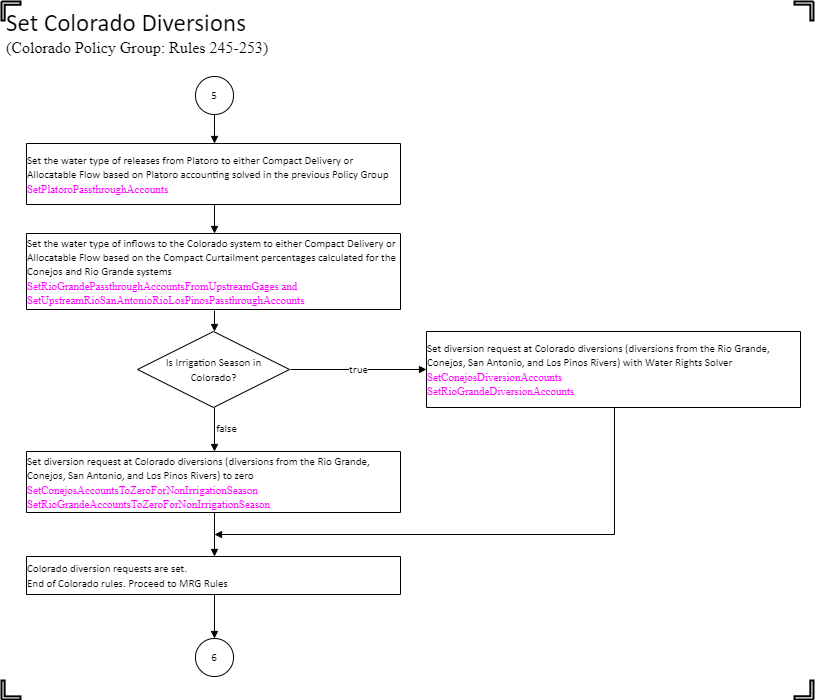 Set Colorado Diversions
(Colorado Policy Group: Rules 245-253)
5
Set the water type of releases from Platoro to either Compact Delivery or
Allocatable Flow based on Platoro accounting solved in the previous Policy Group
SetPlatoroPassthroughAccounts
Set the water type of inflows to the Colorado system to either Compact Delivery or
Allocatable Flow based on the Compact Curtailment percentages calculated for the
Conejos and Rio Grande systems
SetRioGrandePassthroughAccountsFromUpstreamGages and
SetUpstreamRioSanAntonioRioLosPinosPassthroughAccounts
Is Irrigation Season in
Colorado?
true
Set diversion request at Colorado diversions (diversions from the Rio Grande,
Conejos, San Antonio, and Los Pinos Rivers) with Water Rights Solver
SetConejosDiversionAccounts
SetRioGrandeDiversionAccounts
false
Set diversion request at Colorado diversions (diversions from the Rio Grande,
Conejos, San Antonio, and Los Pinos Rivers) to zero
SetConejosAccountsToZeroForNonIrrigationSeason
SetRioGrandeAccountsToZeroForNonIrrigationSeason
Colorado diversion requests are set.
End of Colorado rules. Proceed to MRG Rules
6